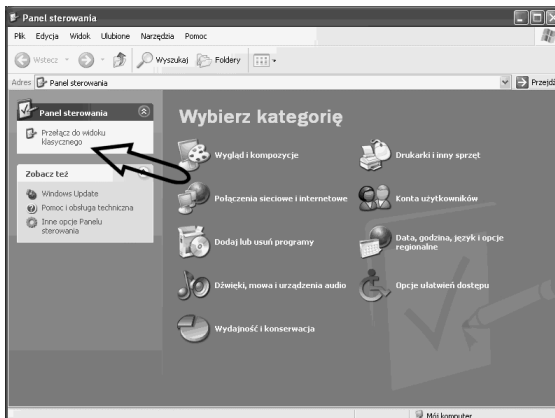 Panel sterowania
Plik Edycja Widok Ulubione Narzędzia Pomoc
Wstecz Wyszukaj Foldery
Adres Panel sterowania Przejdź
Panel sterowania
Przełącz do widoku
klasycznego
Zobacz też
Windows Update
Pomoc i obsługa techniczna
Inne opcje Panelu
sterowania
Wybierz kategorię
Wygląd i kompozycje
Drukarki i inny sprzęt
Połączenia sieciowe i internetowe
Konta użytkowników
Dodaj lub usuń programy
Data, godzina, język i opcje
regionalne
Dźwięki, mowa i urządzenia audio
Opcje ułatwień dostępu
Wydajność i konserwacja
Mój komputer